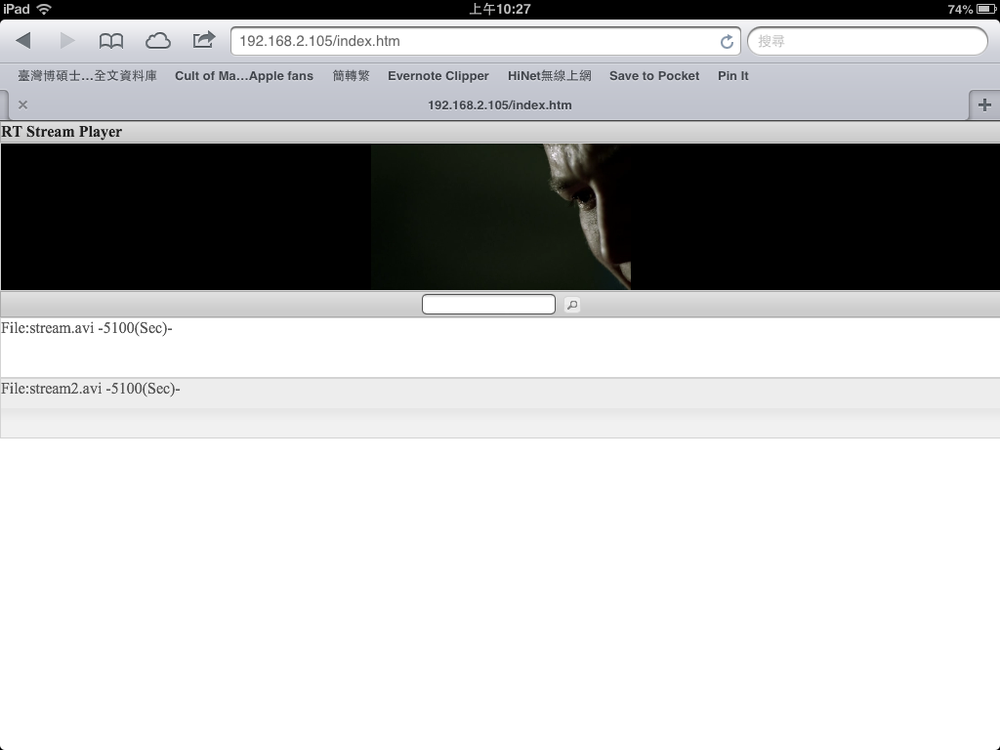 iPad 上午10:27 74%
192.168.2.105/index.htm 搜尋
臺灣博碩士...全文資料庫 Cult of Ma...Apple fans 簡轉繁 Evernote Clipper HiNet無線上網 Save to Pocket Pin It
192.168.2.105/index.htm
RT Stream Player
File:stream.avi -5100(Sec)-
File:stream2.avi -5100(Sec)-